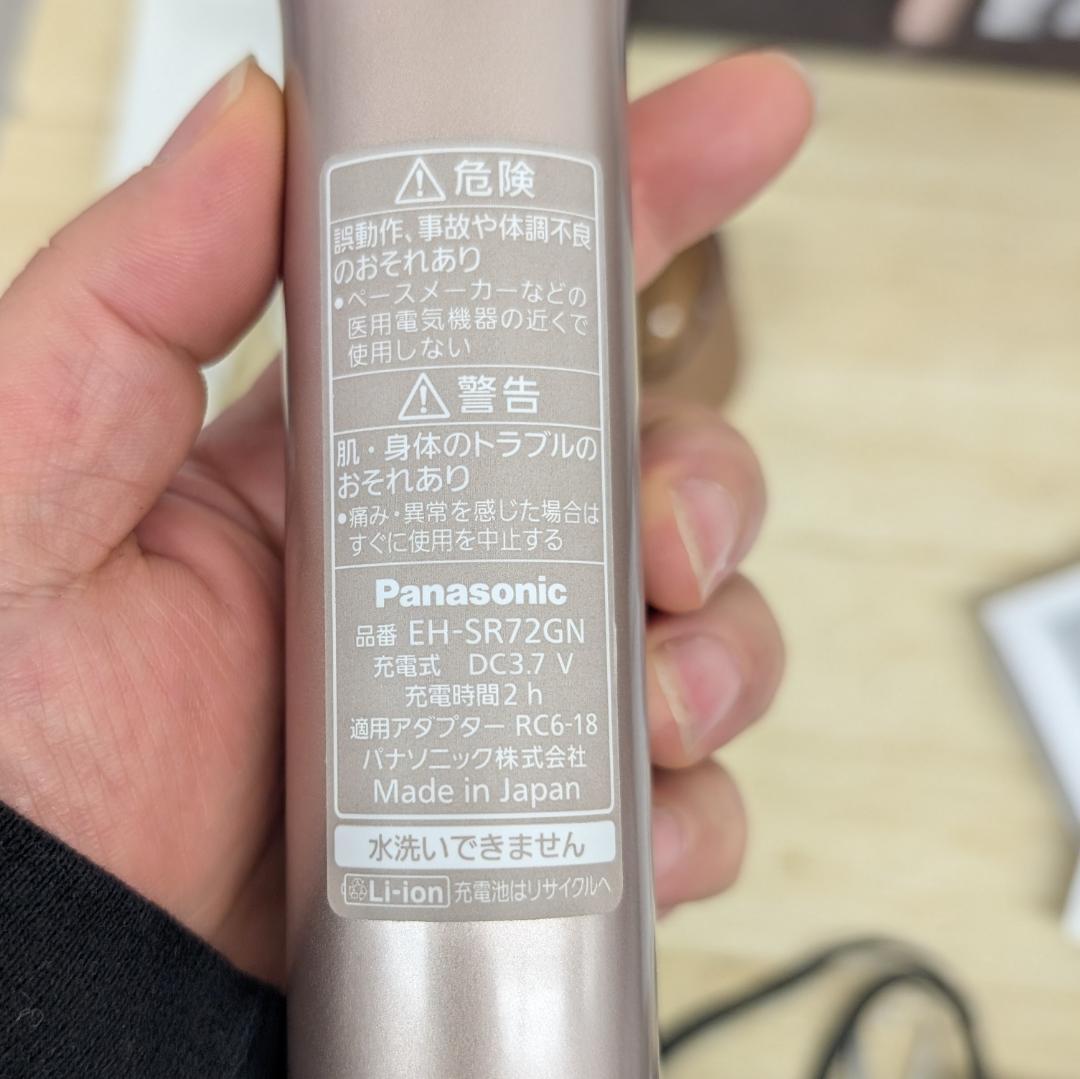 危険
誤動作、事故や体調不良
のおそれあり
•ペースメーカーなどの
医用電気機器の近くで
使用しない
警告
肌・身体のトラブルの
おそれあり
•痛み・異常を感じた場合は
すぐに使用を中止する
Panasonic
品番 EH-SR72GN
充電式 DC3.7 V
充電時間2 h
適用アダプター RC6-18
パナソニック株式会社
Made in Japan
水洗いできません
Li-ion 充電池はリサイクルへ